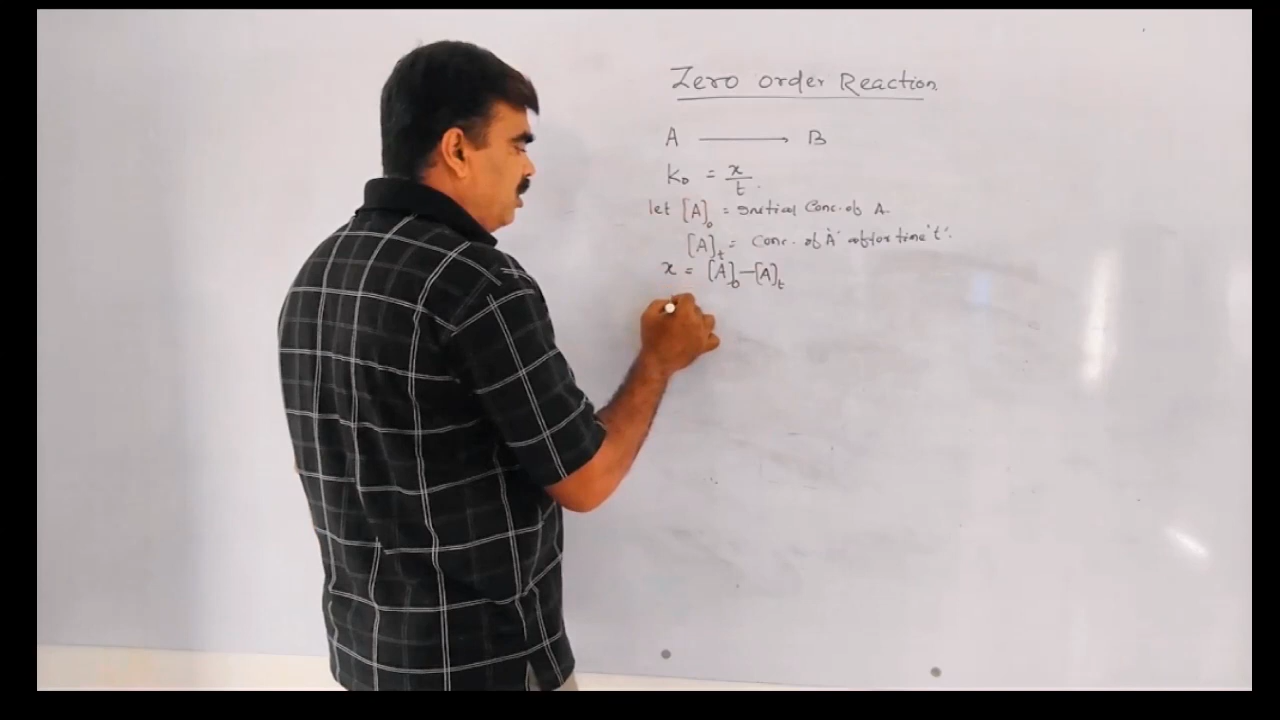 Zero order Reaction
A ⟶ B
K₀ = x/t
let [A]₀ = Initial Conc. of A
[A]ₜ = Conc. of 'A' after time 't'.
x = [A]₀ − [A]ₜ